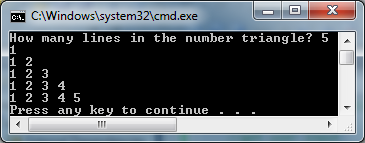 C:\Windows\system32\cmd.exe
How many lines in the number triangle? 5
1
1 2
1 2 3
1 2 3 4
1 2 3 4 5
Press any key to continue . . .